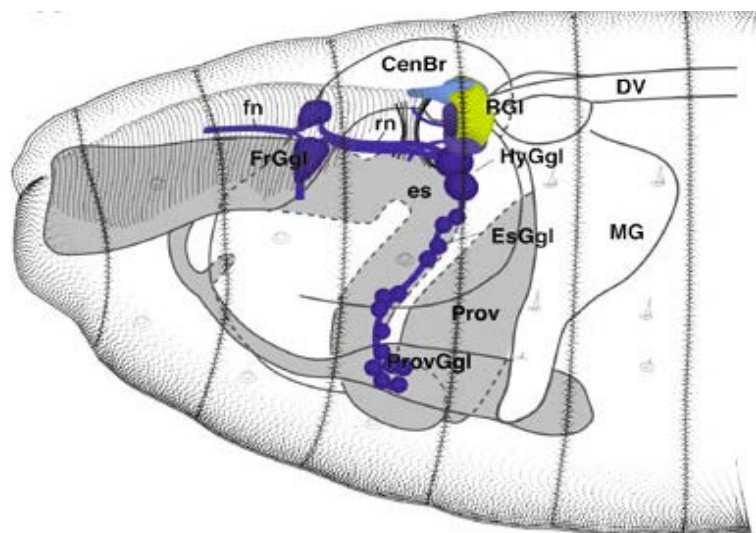 CenBr
DV
RGl
fn
rn
HyGgl
FrGgl
es
EsGgl
MG
Prov
ProvGgl